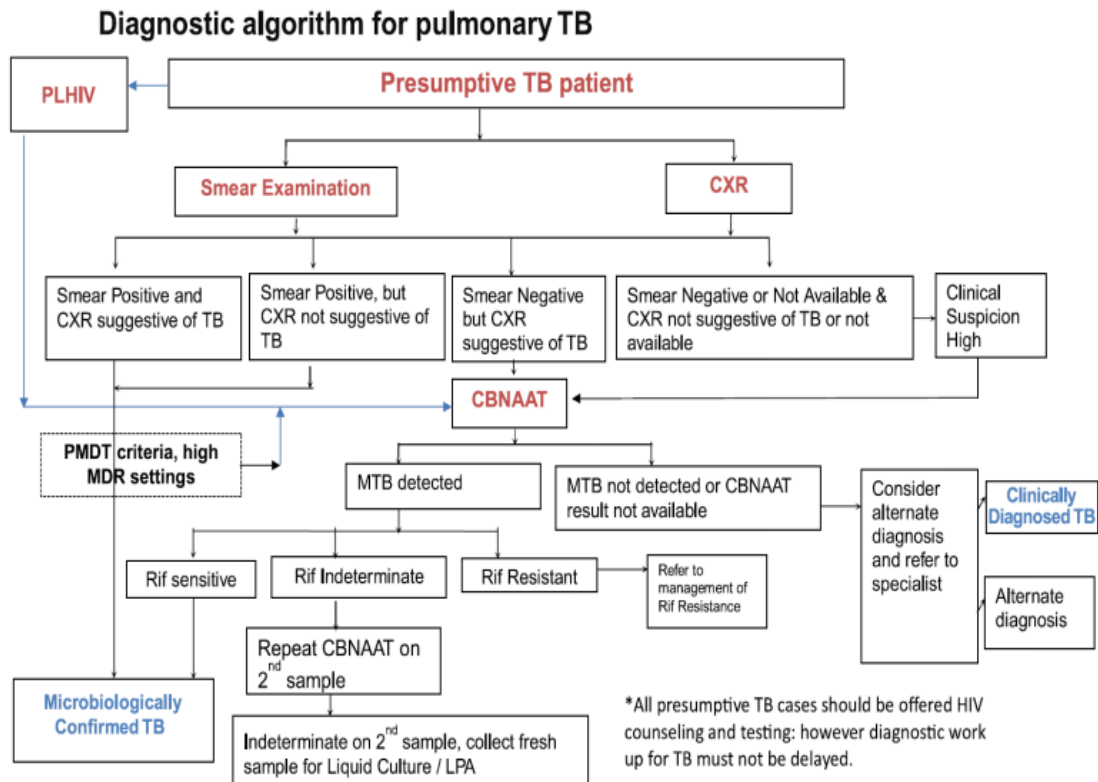 Diagnostic algorithm for pulmonary TB
PLHIV
Presumptive TB patient
Smear Examination
CXR
Smear Positive and
CXR suggestive of TB
Smear Positive, but
CXR not suggestive of
TB
Smear Negative
but CXR
suggestive of TB
Smear Negative or Not Available &
CXR not suggestive of TB or not
available
Clinical
Suspicion
High
CBNAAT
PMDT criteria, high
MDR settings
MTB detected
MTB not detected or CBNAAT
result not available
Consider
alternate
diagnosis
and refer to
specialist
Clinically
Diagnosed TB
Alternate
diagnosis
Rif sensitive
Rif Indeterminate
Rif Resistant
Refer to
management of
Rif Resistance
Repeat CBNAAT on
2nd sample
Microbiologically
Confirmed TB
Indeterminate on 2nd sample, collect fresh
sample for Liquid Culture / LPA
*All presumptive TB cases should be offered HIV
counseling and testing: however diagnostic work
up for TB must not be delayed.